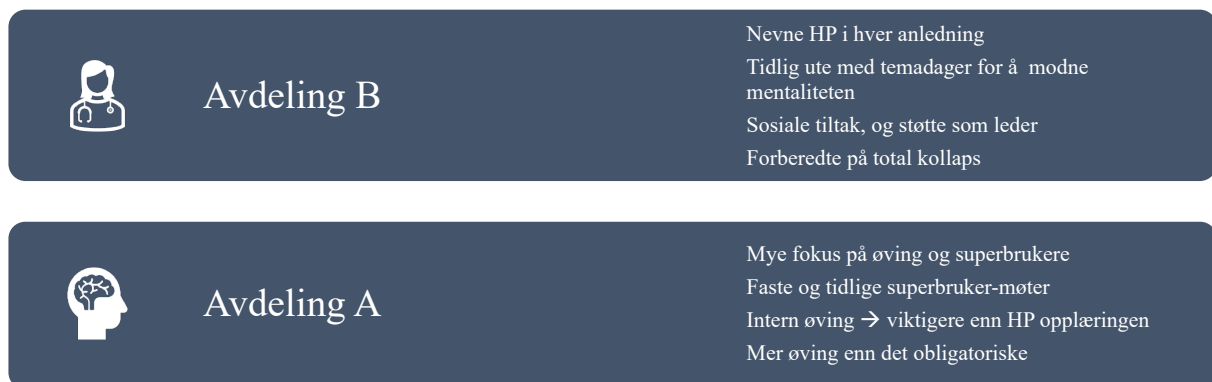 Avdeling B
Nevne HP i hver anledning
Tidlig ute med temadager for å modne
mentaliteten
Sosiale tiltak, og støtte som leder
Forberedte på total kollaps
Avdeling A
Mye fokus på øving og superbrukere
Faste og tidlige superbruker-møter
Intern øving → viktigere enn HP opplæringen
Mer øving enn det obligatoriske